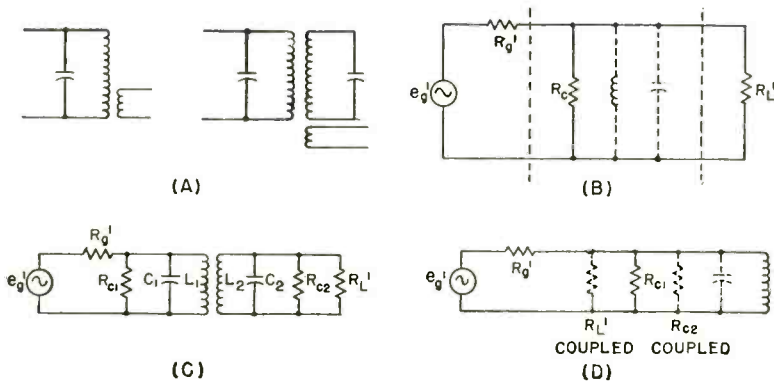 (A)
Rg'
eg'
Rc
RL'
(B)
Rg'
eg'
Rc1
C1
L1
L2
C2
Rc2
RL'
(C)
Rg'
eg'
Rc1
RL'
COUPLED
Rc2
COUPLED
(D)